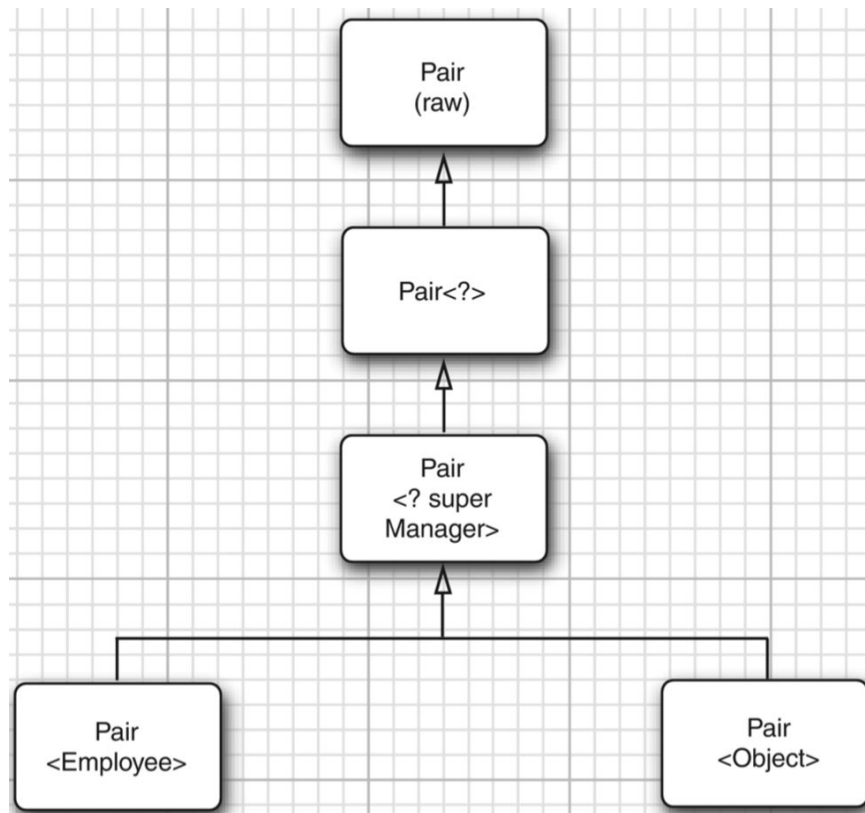 Pair
(raw)
Pair<?>
Pair
<? super
Manager>
Pair
<Employee>
Pair
<Object>